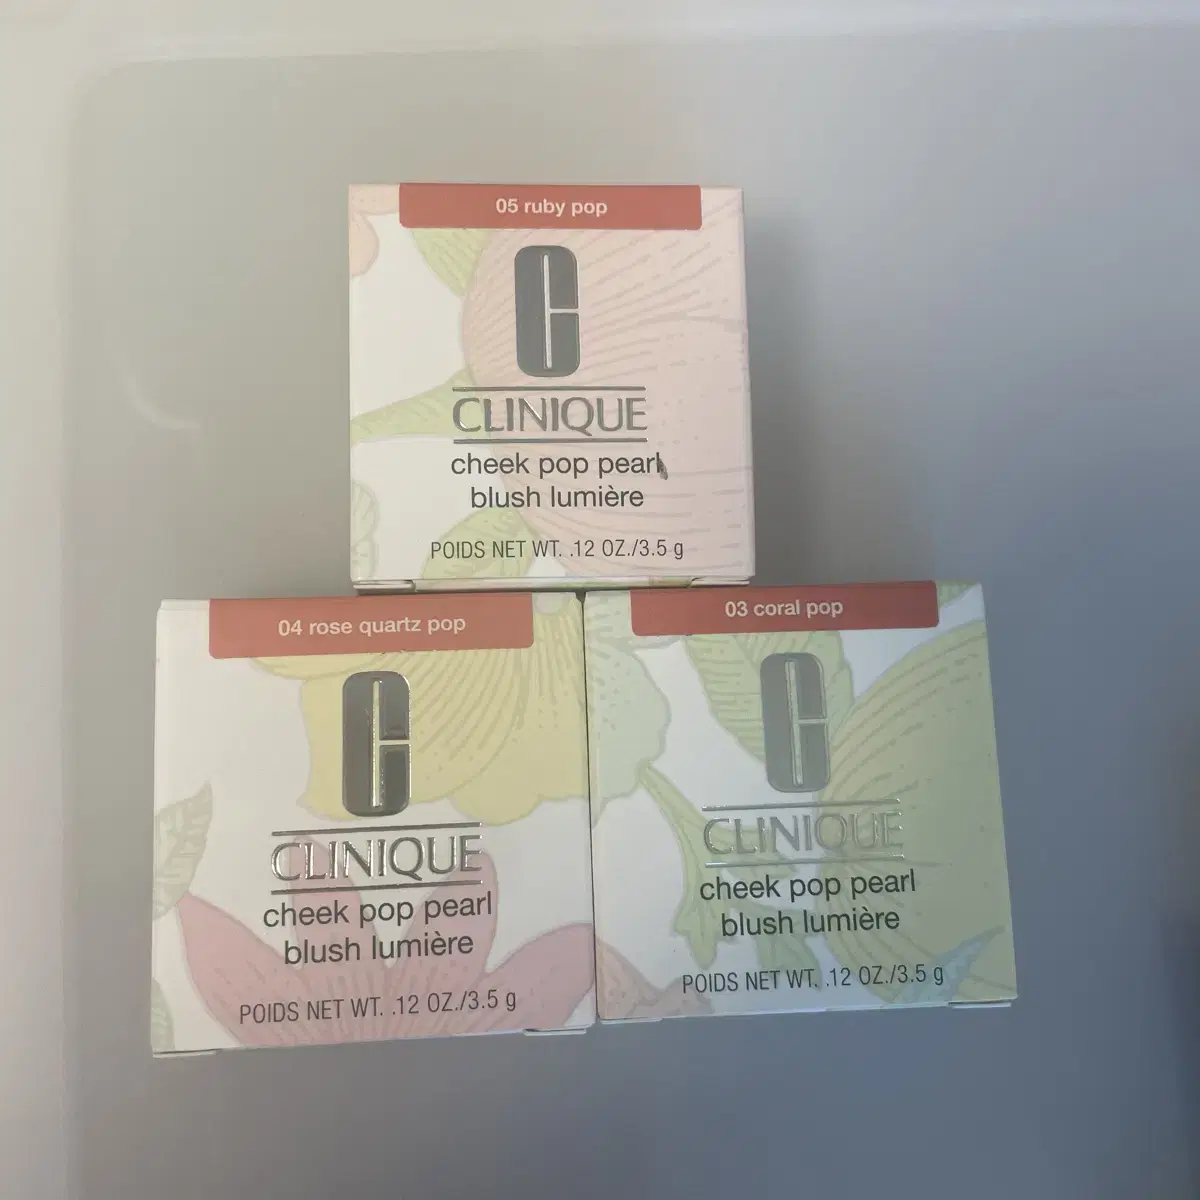 05 ruby pop
CLINIQUE
cheek pop pearl
blush lumière
POIDS NET WT. .12 OZ./3.5 g
04 rose quartz pop
CLINIQUE
cheek pop pearl
blush lumière
POIDS NET WT. .12 OZ./3.5 g
03 coral pop
CLINIQUE
cheek pop pearl
blush lumière
POIDS NET WT. .12 OZ./3.5 g